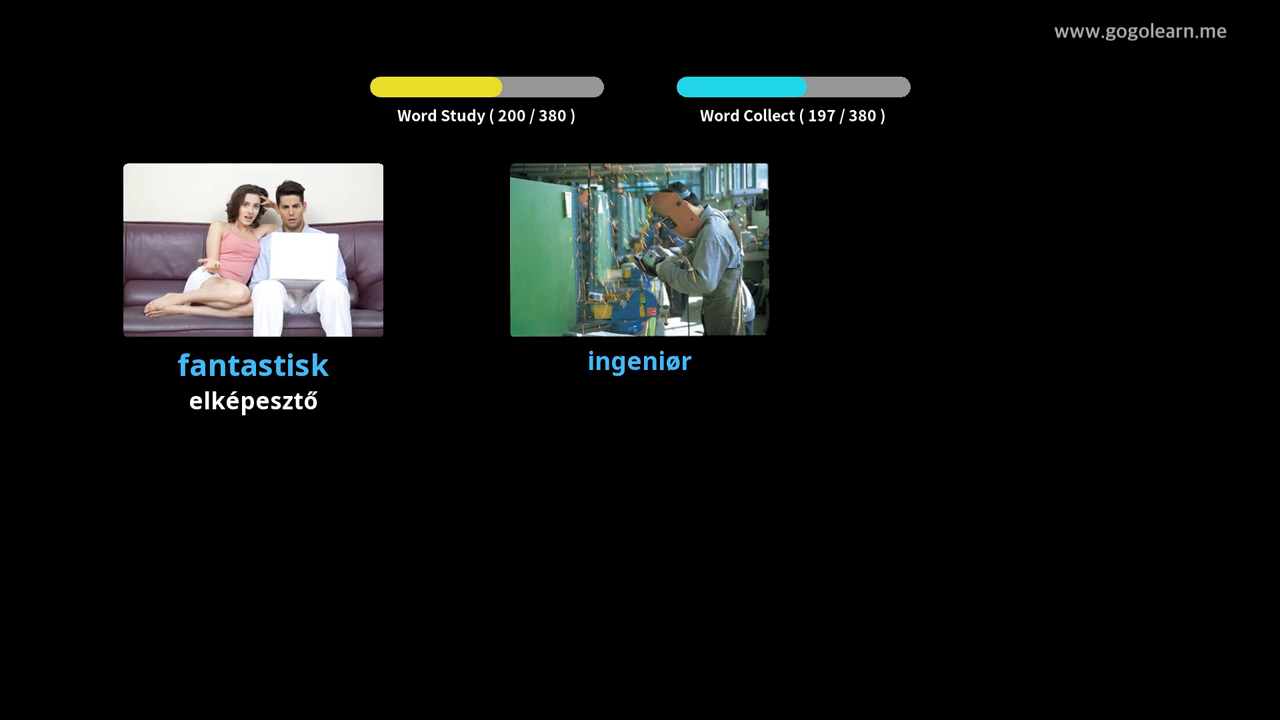 www.gogolearn.me
Word Study ( 200 / 380 )
Word Collect ( 197 / 380 )
fantastisk
elképesztő
ingeniør